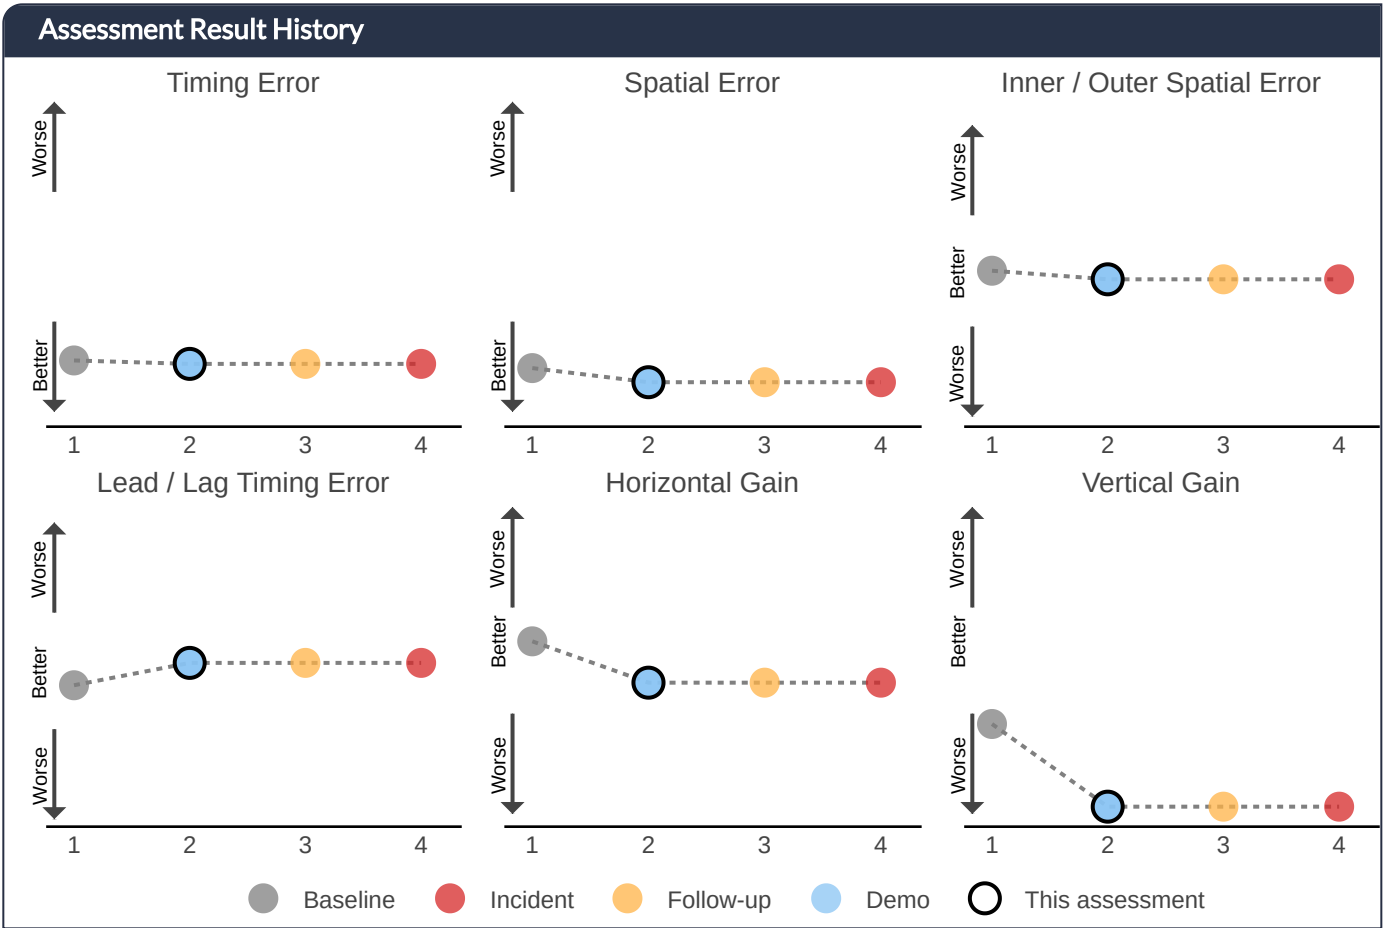 Assessment Result History
Timing Error
Worse
Better
1 2 3 4
Spatial Error
Worse
Better
1 2 3 4
Inner / Outer Spatial Error
Worse
Better
Worse
1 2 3 4
Lead / Lag Timing Error
Worse
Better
Worse
1 2 3 4
Horizontal Gain
Worse
Better
Worse
1 2 3 4
Vertical Gain
Worse
Better
Worse
1 2 3 4
Baseline Incident Follow-up Demo This assessment